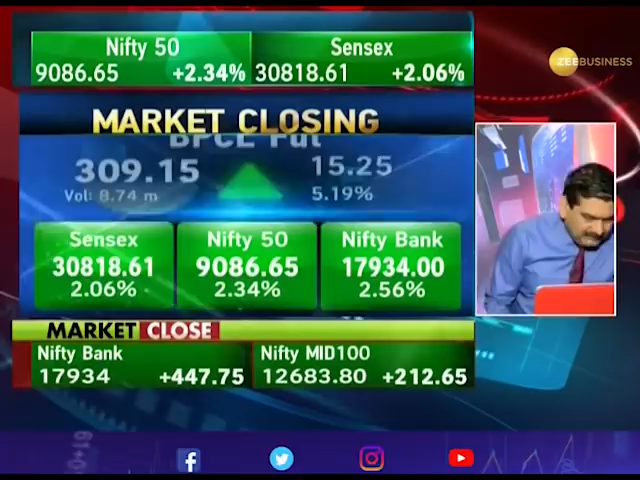 Nifty 50
9086.65 +2.34%
Sensex
30818.61 +2.06%
ZEEBUSINESS
MARKET CLOSING
BPCL Fut
309.15
15.25
Vol: 8.74 m
5.19%
Sensex
30818.61
2.06%
Nifty 50
9086.65
2.34%
Nifty Bank
17934.00
2.56%
MARKET CLOSE
Nifty Bank
17934 +447.75
Nifty MID100
12683.80 +212.65